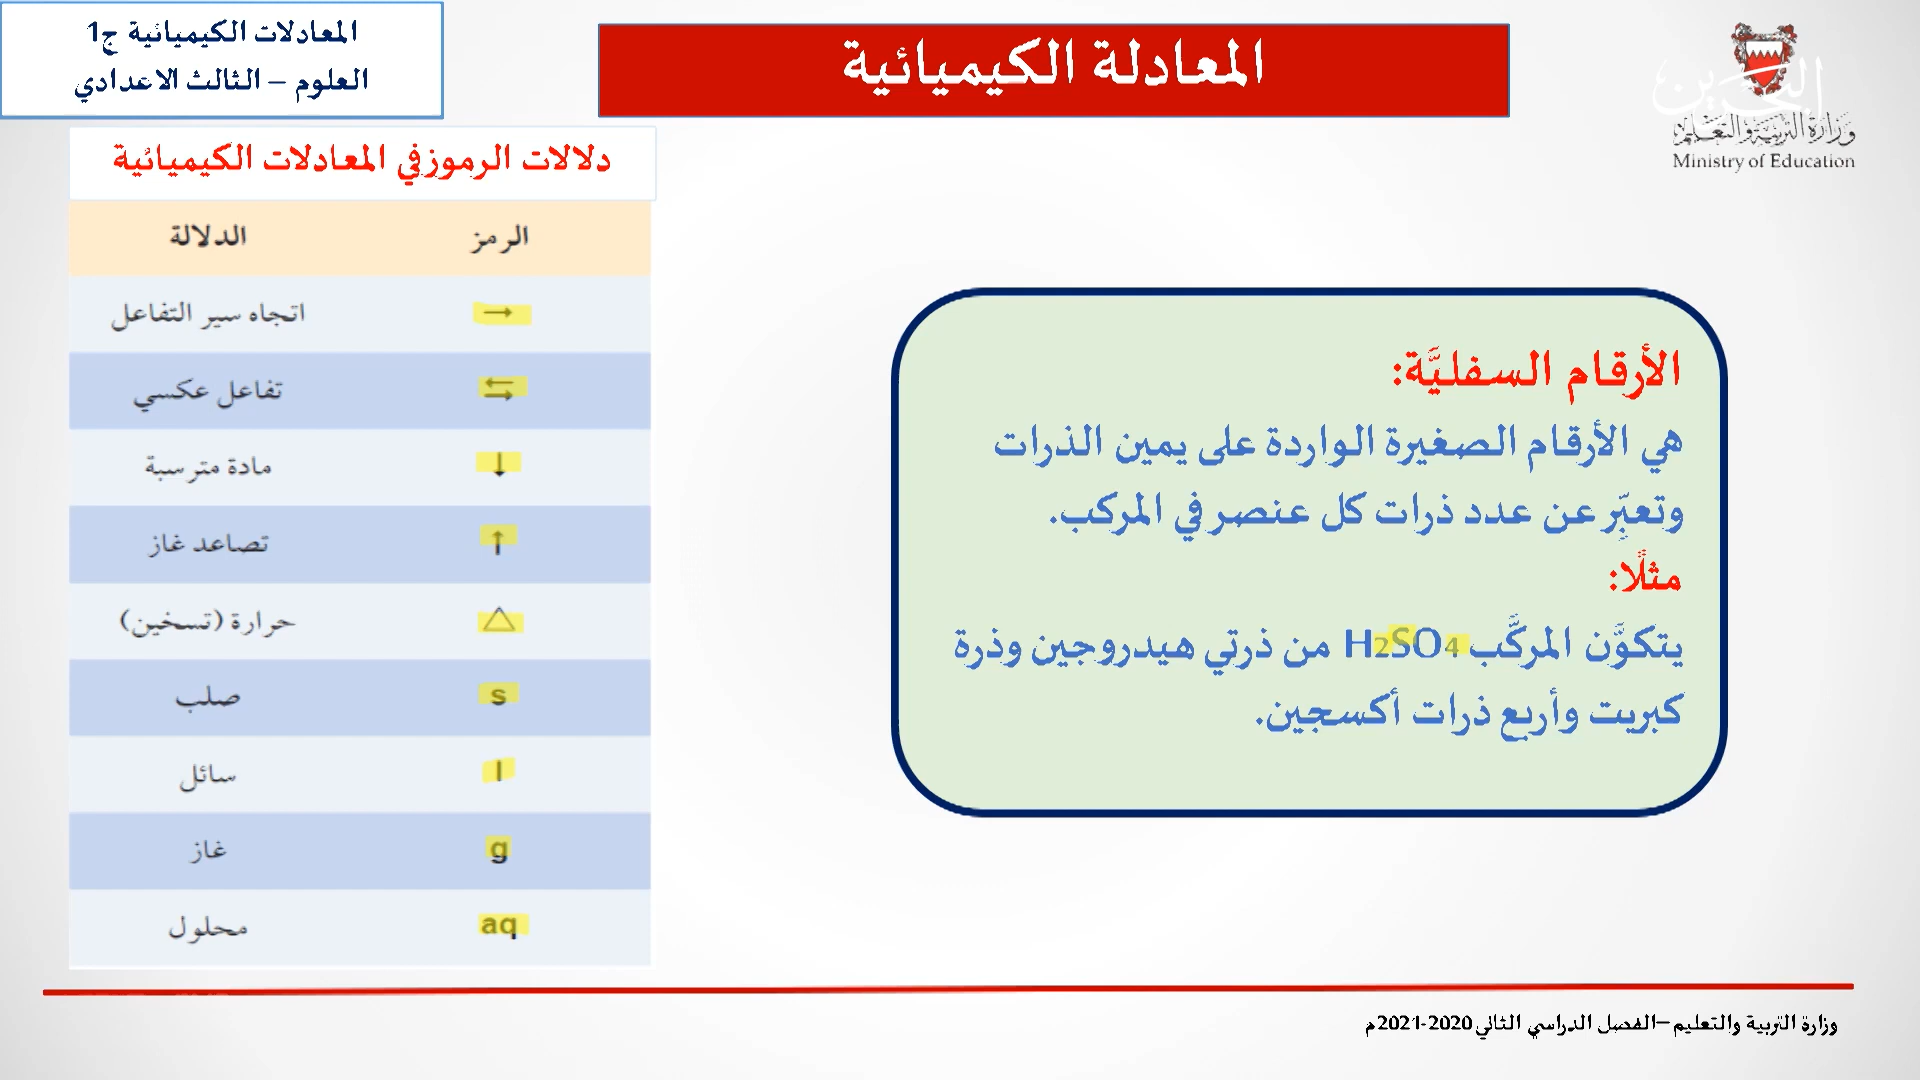 المعادلات الكيميائية ج1
العلوم – الثالث الاعدادي
المعادلة الكيميائية
البحرين
وزارة التربية والتعليم
Ministry of Education
دلالات الرموز في المعادلات الكيميائية
الرمز الدلالة
→ اتجاه سير التفاعل
⇆ تفاعل عكسي
↓ مادة مترسبة
↑ تصاعد غاز
△ حرارة (تسخين)
s صلب
l سائل
g غاز
aq محلول
الأرقام السفليَّة:
هي الأرقام الصغيرة الواردة على يمين الذرات
وتعبِّر عن عدد ذرات كل عنصر في المركب.
مثلًا:
يتكوَّن المركَّب H2SO4 من ذرتي هيدروجين وذرة
كبريت وأربع ذرات أكسجين.
وزارة التربية والتعليم –الفصل الدراسي الثاني 2020-2021م